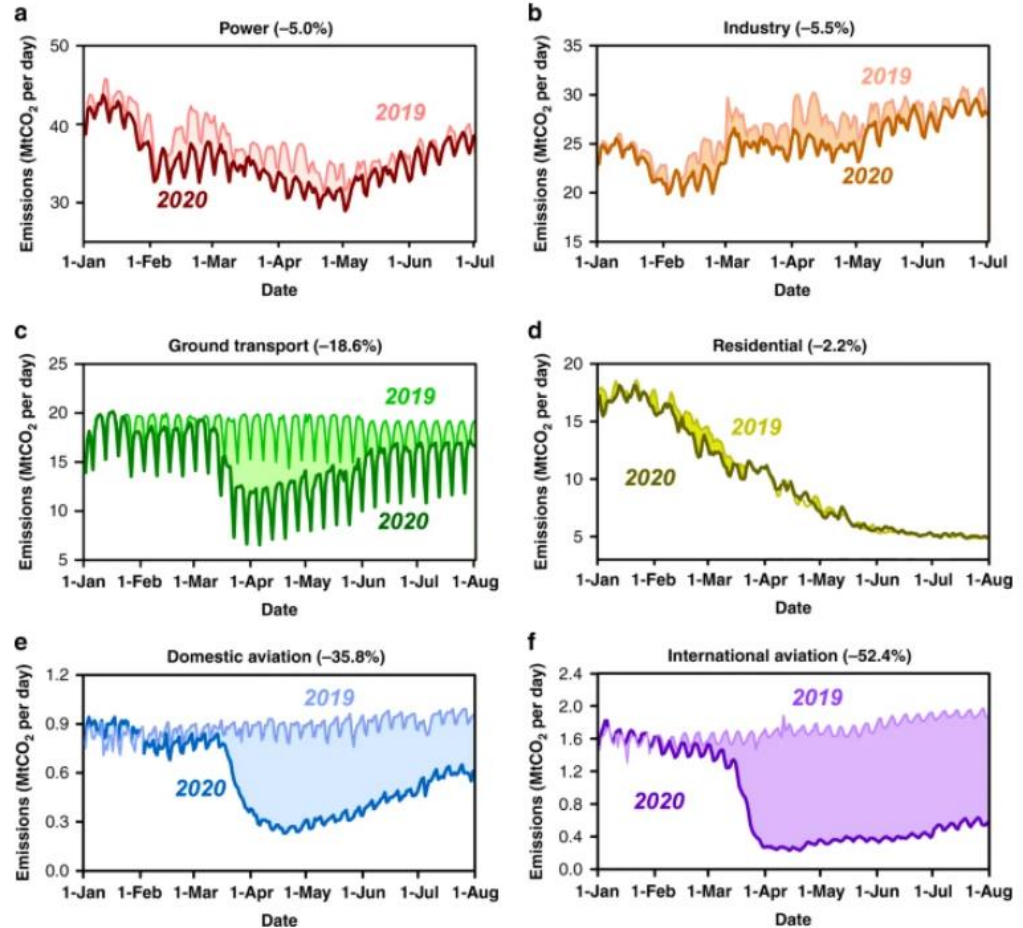 a
Power (–5.0%)
Emissions (MtCO₂ per day)
50
40
30
2019
2020
1-Jan 1-Feb 1-Mar 1-Apr 1-May 1-Jun 1-Jul
Date
b
Industry (–5.5%)
Emissions (MtCO₂ per day)
35
30
25
20
15
2019
2020
1-Jan 1-Feb 1-Mar 1-Apr 1-May 1-Jun 1-Jul
Date
c
Ground transport (–18.6%)
Emissions (MtCO₂ per day)
25
20
15
10
5
2019
2020
1-Jan 1-Feb 1-Mar 1-Apr 1-May 1-Jun 1-Jul 1-Aug
Date
d
Residential (–2.2%)
Emissions (MtCO₂ per day)
20
15
10
5
2019
2020
1-Jan 1-Feb 1-Mar 1-Apr 1-May 1-Jun 1-Jul 1-Aug
Date
e
Domestic aviation (–35.8%)
Emissions (MtCO₂ per day)
1.2
0.9
0.6
0.3
0.0
2019
2020
1-Jan 1-Feb 1-Mar 1-Apr 1-May 1-Jun 1-Jul 1-Aug
Date
f
International aviation (–52.4%)
Emissions (MtCO₂ per day)
2.4
2.0
1.6
1.2
0.8
0.4
0.0
2019
2020
1-Jan 1-Feb 1-Mar 1-Apr 1-May 1-Jun 1-Jul 1-Aug
Date